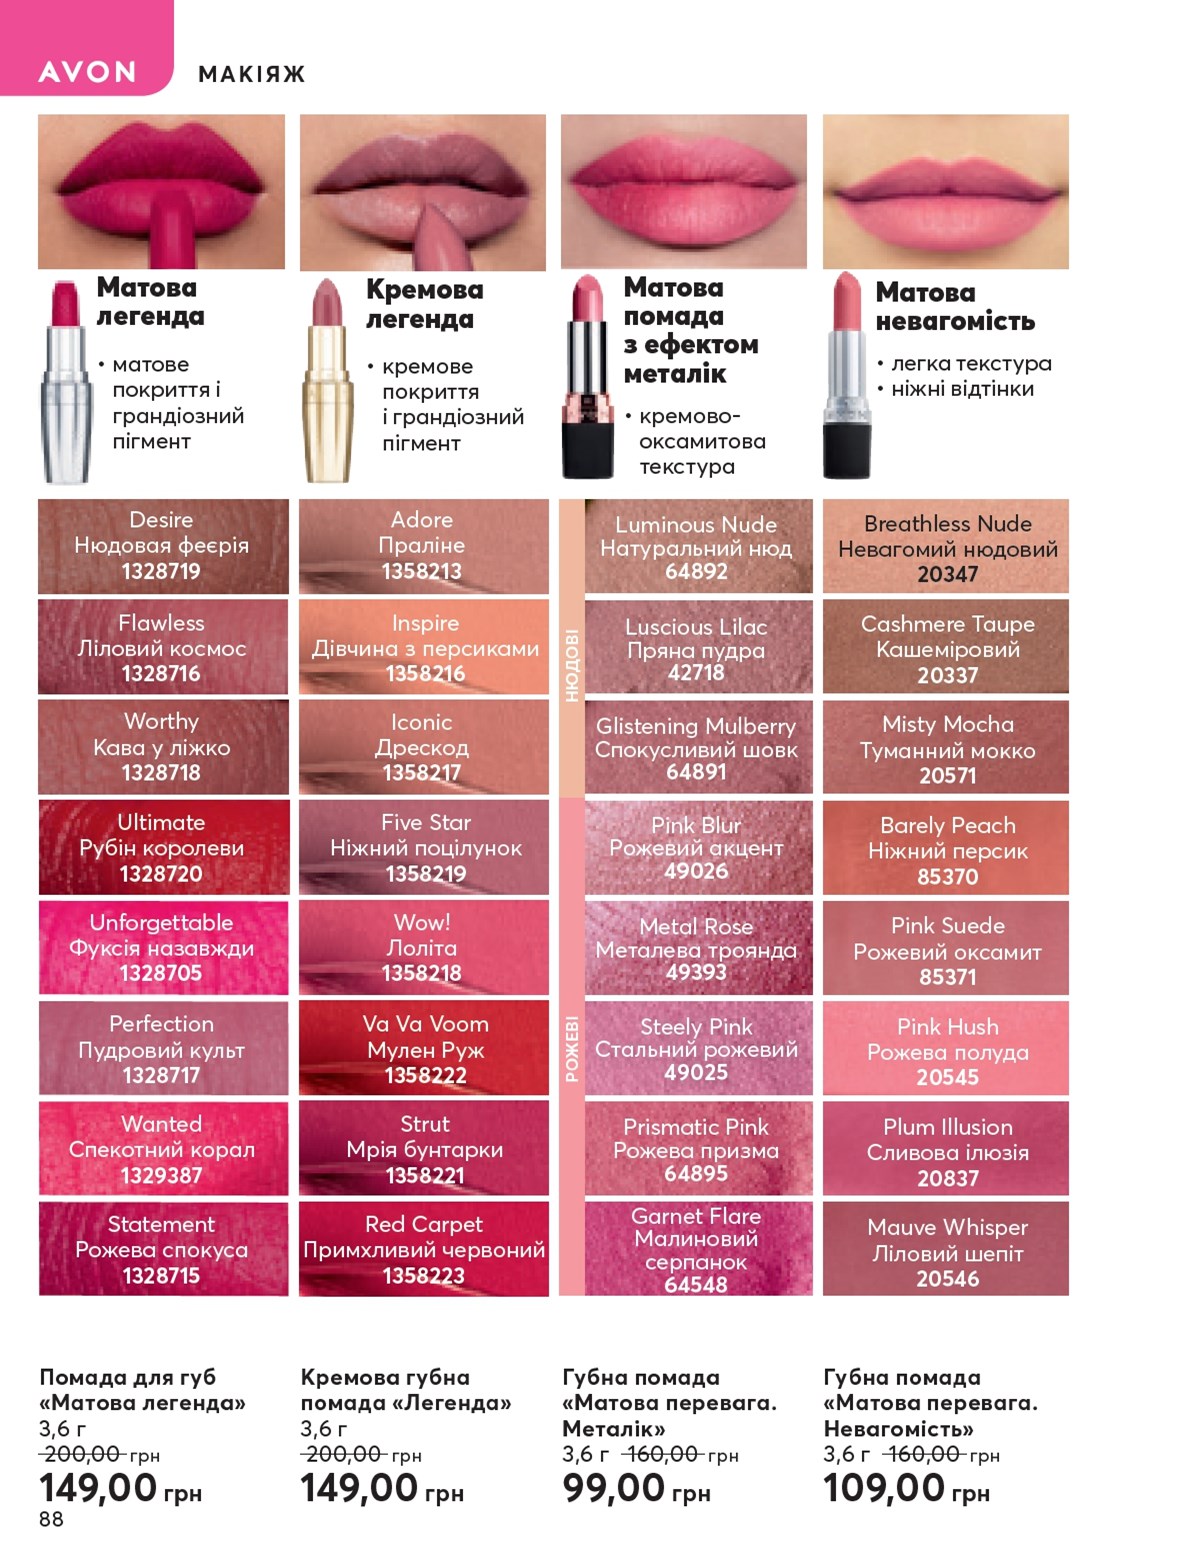 AVON
МАКІЯЖ
Матова
легенда
• матове
покриття і
грандіозний
пігмент
Кремова
легенда
• кремове
покриття
і грандіозний
пігмент
Матова
помада
з ефектом
металік
• кремово-
оксамитова
текстура
Матова
невагомість
• легка текстура
• ніжні відтінки
Desire
Нюдовая феєрія
1328719
Flawless
Ліловий космос
1328716
Worthy
Кава у ліжко
1328718
Ultimate
Рубін королеви
1328720
Unforgettable
Фуксія назавжди
1328705
Perfection
Пудровий культ
1328717
Wanted
Спекотний корал
1329387
Statement
Рожева спокуса
1328715
Adore
Праліне
1358213
Inspire
Дівчина з персиками
1358216
Iconic
Дрескод
1358217
Five Star
Ніжний поцілунок
1358219
Wow!
Лоліта
1358218
Va Va Voom
Мулен Руж
1358222
Strut
Мрія бунтарки
1358221
Red Carpet
Примхливий червоний
1358223
НЮДОВІ
Luminous Nude
Натуральний нюд
64892
Luscious Lilac
Пряна пудра
42718
Glistening Mulberry
Спокусливий шовк
64891
РОЖЕВІ
Pink Blur
Рожевий акцент
49026
Metal Rose
Металева троянда
49393
Steely Pink
Стальний рожевий
49025
Prismatic Pink
Рожева призма
64895
Garnet Flare
Малиновий
серпанок
64548
Breathless Nude
Невагомий нюдовий
20347
Cashmere Taupe
Кашеміровий
20337
Misty Mocha
Туманний мокко
20571
Barely Peach
Ніжний персик
85370
Pink Suede
Рожевий оксамит
85371
Pink Hush
Рожева полуда
20545
Plum Illusion
Сливова ілюзія
20837
Mauve Whisper
Ліловий шепіт
20546
Помада для губ
«Матова легенда»
3,6 г
200,00 грн
149,00 грн
Кремова губна
помада «Легенда»
3,6 г
200,00 грн
149,00 грн
Губна помада
«Матова перевага.
Металік»
3,6 г 160,00 грн
99,00 грн
Губна помада
«Матова перевага.
Невагомість»
3,6 г 160,00 грн
109,00 грн
88